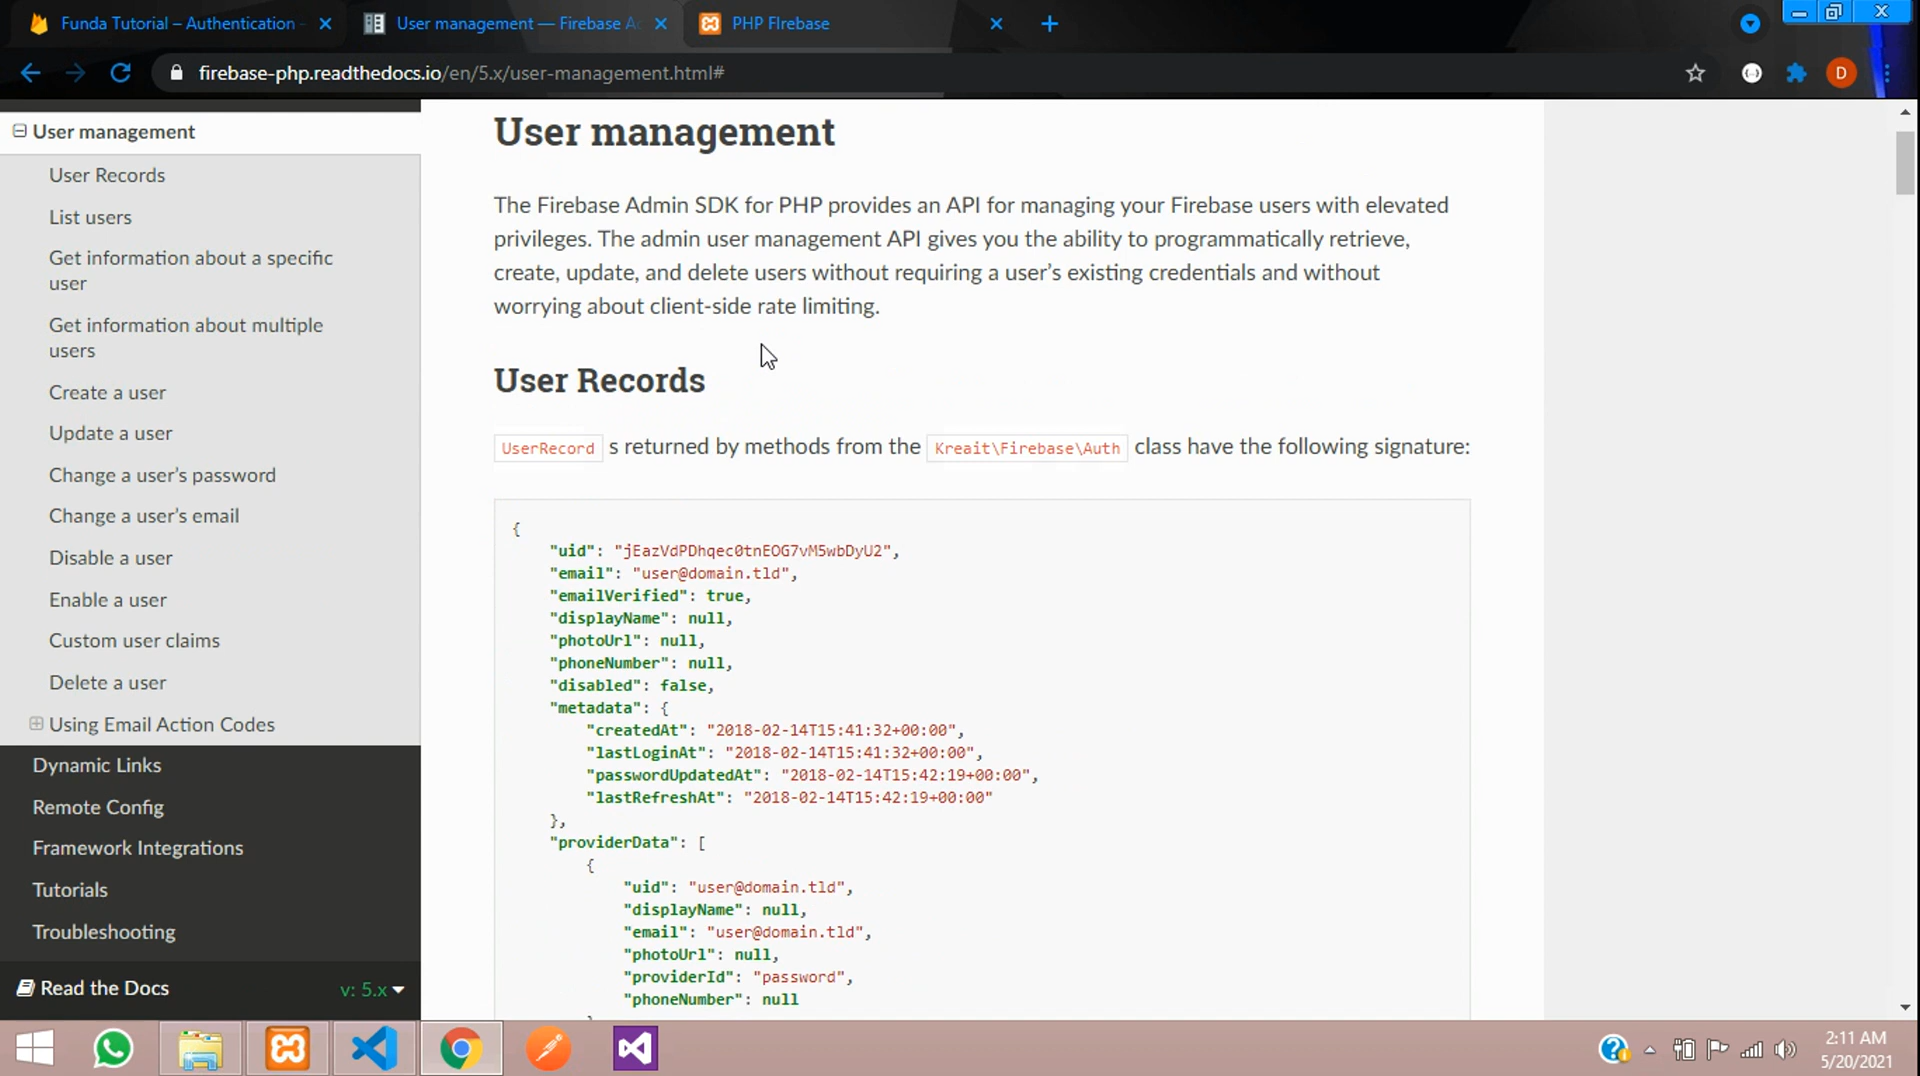 Funda Tutorial – Authentication
User management — Firebase A
PHP FIrebase
firebase-php.readthedocs.io/en/5.x/user-management.html#
D
User management
User Records
List users
Get information about a specific
user
Get information about multiple
users
Create a user
Update a user
Change a user's password
Change a user's email
Disable a user
Enable a user
Custom user claims
Delete a user
Using Email Action Codes
Dynamic Links
Remote Config
Framework Integrations
Tutorials
Troubleshooting
Read the Docs
v: 5.x
User management
The Firebase Admin SDK for PHP provides an API for managing your Firebase users with elevated
privileges. The admin user management API gives you the ability to programmatically retrieve,
create, update, and delete users without requiring a user's existing credentials and without
worrying about client-side rate limiting.
User Records
UserRecord s returned by methods from the Kreait\Firebase\Auth class have the following signature:
{
"uid": "jEazVdPDhqec0tnEOG7vM5wbDyU2",
"email": "user@domain.tld",
"emailVerified": true,
"displayName": null,
"photoUrl": null,
"phoneNumber": null,
"disabled": false,
"metadata": {
"createdAt": "2018-02-14T15:41:32+00:00",
"lastLoginAt": "2018-02-14T15:41:32+00:00",
"passwordUpdatedAt": "2018-02-14T15:42:19+00:00",
"lastRefreshAt": "2018-02-14T15:42:19+00:00"
},
"providerData": [
{
"uid": "user@domain.tld",
"displayName": null,
"email": "user@domain.tld",
"photoUrl": null,
"providerId": "password",
"phoneNumber": null
2:11 AM
5/20/2021